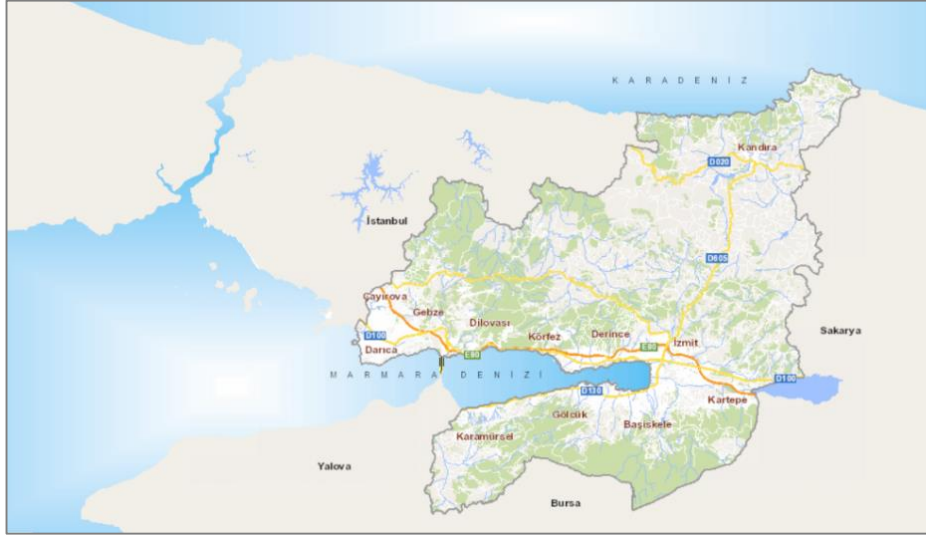 KARADENİZ
Kandıra
D020
İstanbul
D605
Çayırova
Gebze
Dilovası
Sakarya
D100
Körfez
Derince
İzmit
Darıca
E80
E80
MARMARA DENİZİ
D100
D130
Kartepe
Gölcük
Başiskele
Karamürsel
Yalova
Bursa